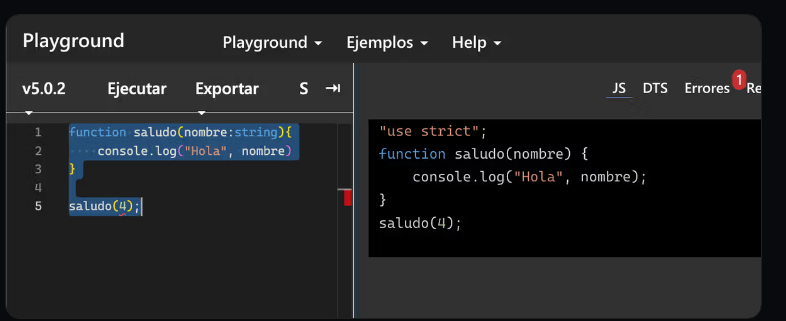 Playground
Playground Ejemplos Help
v5.0.2 Ejecutar Exportar S
JS DTS Errores 1 Re
1 function saludo(nombre:string){
2 console.log("Hola", nombre)
3 }
4
5 saludo(4);
"use strict";
function saludo(nombre) {
console.log("Hola", nombre);
}
saludo(4);